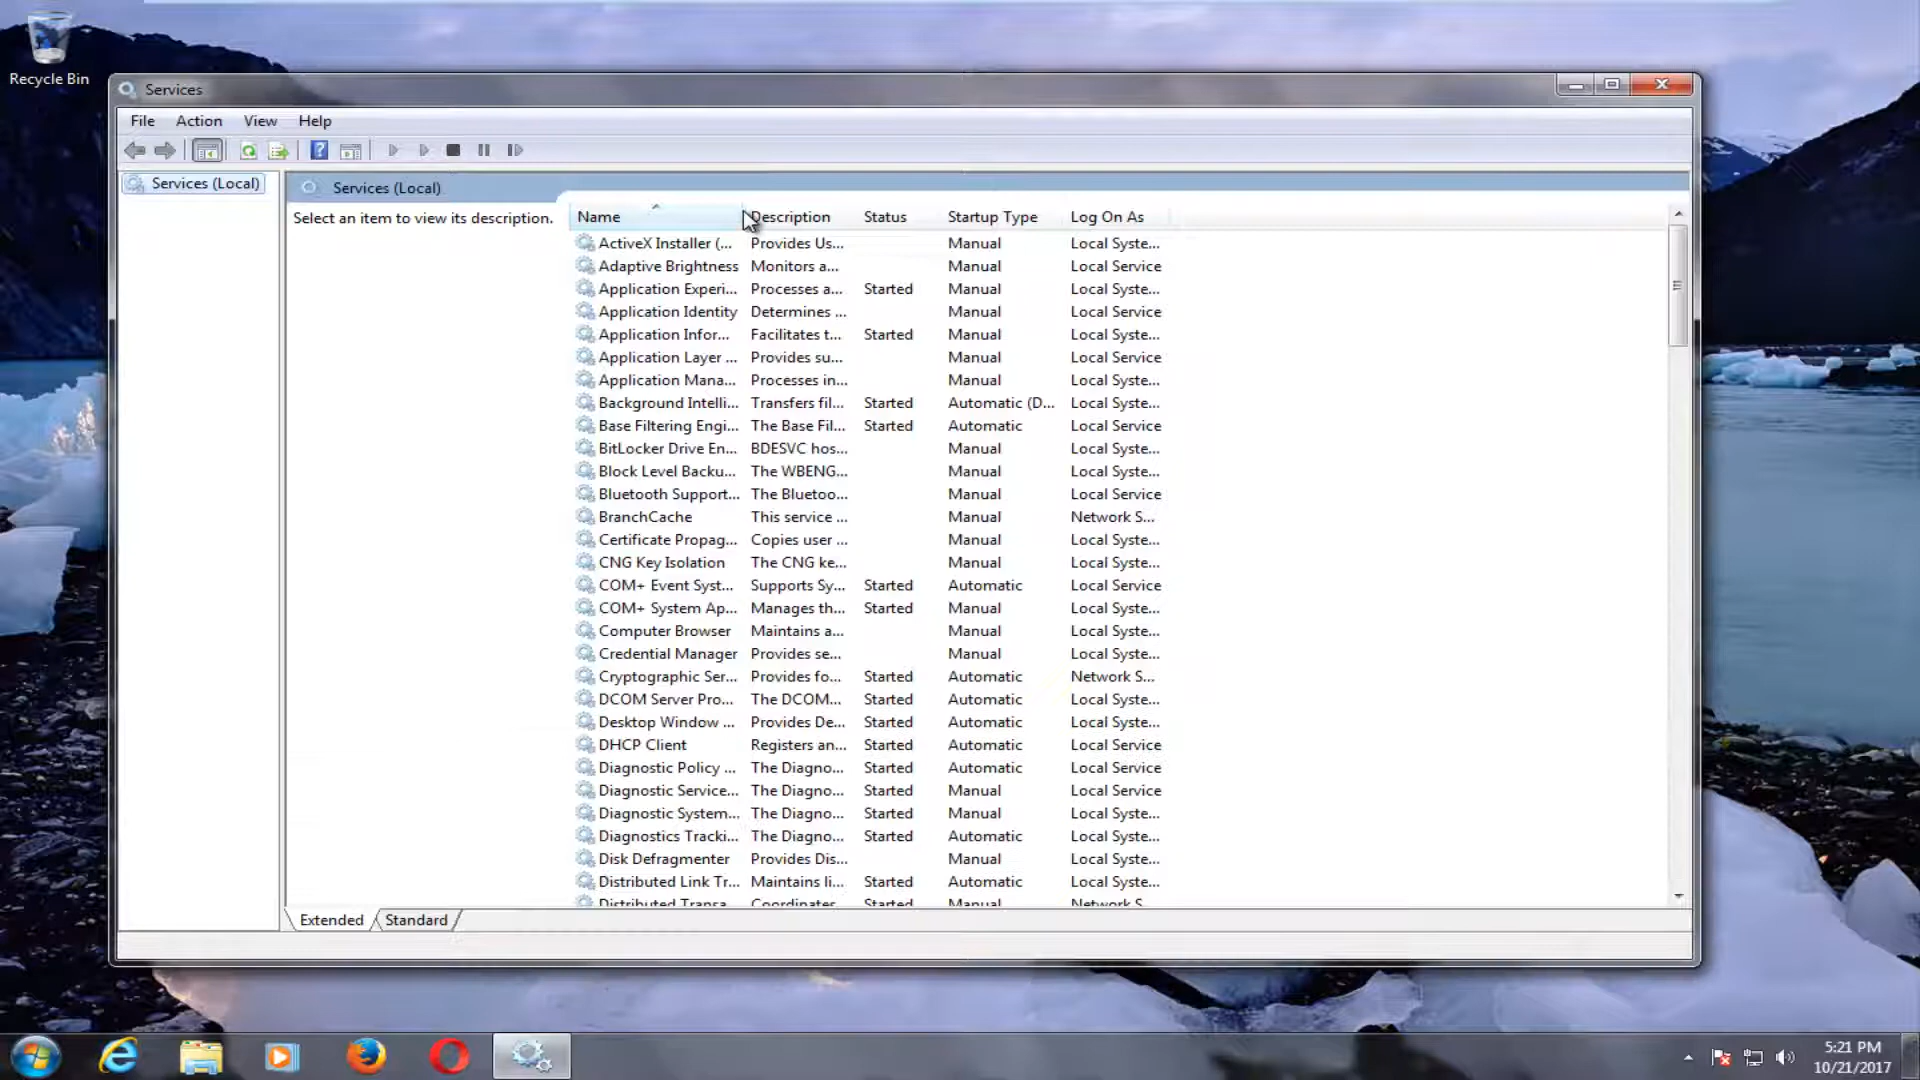 Recycle Bin
Services
File Action View Help
Services (Local)
Services (Local)
Select an item to view its description.
Name Description Status Startup Type Log On As
ActiveX Installer (... Provides Us... Manual Local Syste...
Adaptive Brightness Monitors a... Manual Local Service
Application Experi... Processes a... Started Manual Local Syste...
Application Identity Determines ... Manual Local Service
Application Infor... Facilitates t... Started Manual Local Syste...
Application Layer ... Provides su... Manual Local Service
Application Mana... Processes in... Manual Local Syste...
Background Intelli... Transfers fil... Started Automatic (D... Local Syste...
Base Filtering Engi... The Base Fil... Started Automatic Local Service
BitLocker Drive En... BDESVC hos... Manual Local Syste...
Block Level Backu... The WBENG... Manual Local Syste...
Bluetooth Support... The Bluetoo... Manual Local Service
BranchCache This service ... Manual Network S...
Certificate Propag... Copies user ... Manual Local Syste...
CNG Key Isolation The CNG ke... Manual Local Syste...
COM+ Event Syst... Supports Sy... Started Automatic Local Service
COM+ System Ap... Manages th... Started Manual Local Syste...
Computer Browser Maintains a... Manual Local Syste...
Credential Manager Provides se... Manual Local Syste...
Cryptographic Ser... Provides fo... Started Automatic Network S...
DCOM Server Pro... The DCOM... Started Automatic Local Syste...
Desktop Window ... Provides De... Started Automatic Local Syste...
DHCP Client Registers an... Started Automatic Local Service
Diagnostic Policy ... The Diagno... Started Automatic Local Service
Diagnostic Service... The Diagno... Started Manual Local Service
Diagnostic System... The Diagno... Started Manual Local Syste...
Diagnostics Tracki... The Diagno... Started Automatic Local Syste...
Disk Defragmenter Provides Dis... Manual Local Syste...
Distributed Link Tr... Maintains li... Started Automatic Local Syste...
Distributed Transa... Coordinates... Started Manual Network S...
Extended Standard
5:21 PM
10/21/2017